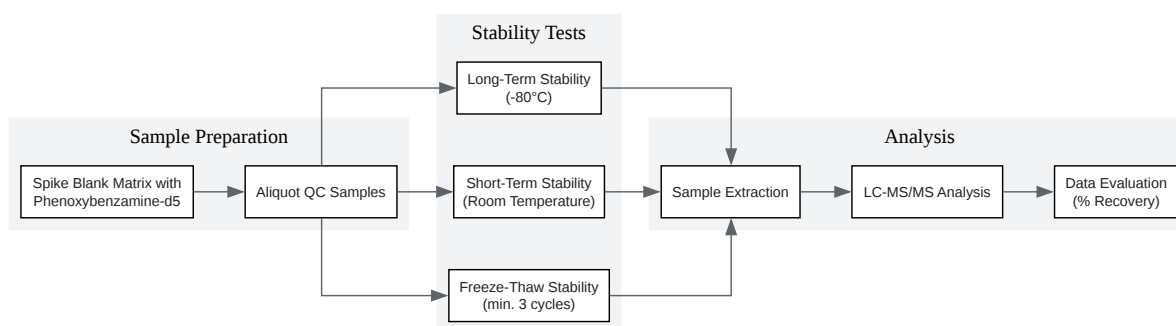 Sample Preparation
Spike Blank Matrix with
Phenoxybenzamine-d5
Aliquot QC Samples
Stability Tests
Long-Term Stability
(-80°C)
Short-Term Stability
(Room Temperature)
Freeze-Thaw Stability
(min. 3 cycles)
Analysis
Sample Extraction
LC-MS/MS Analysis
Data Evaluation
(% Recovery)